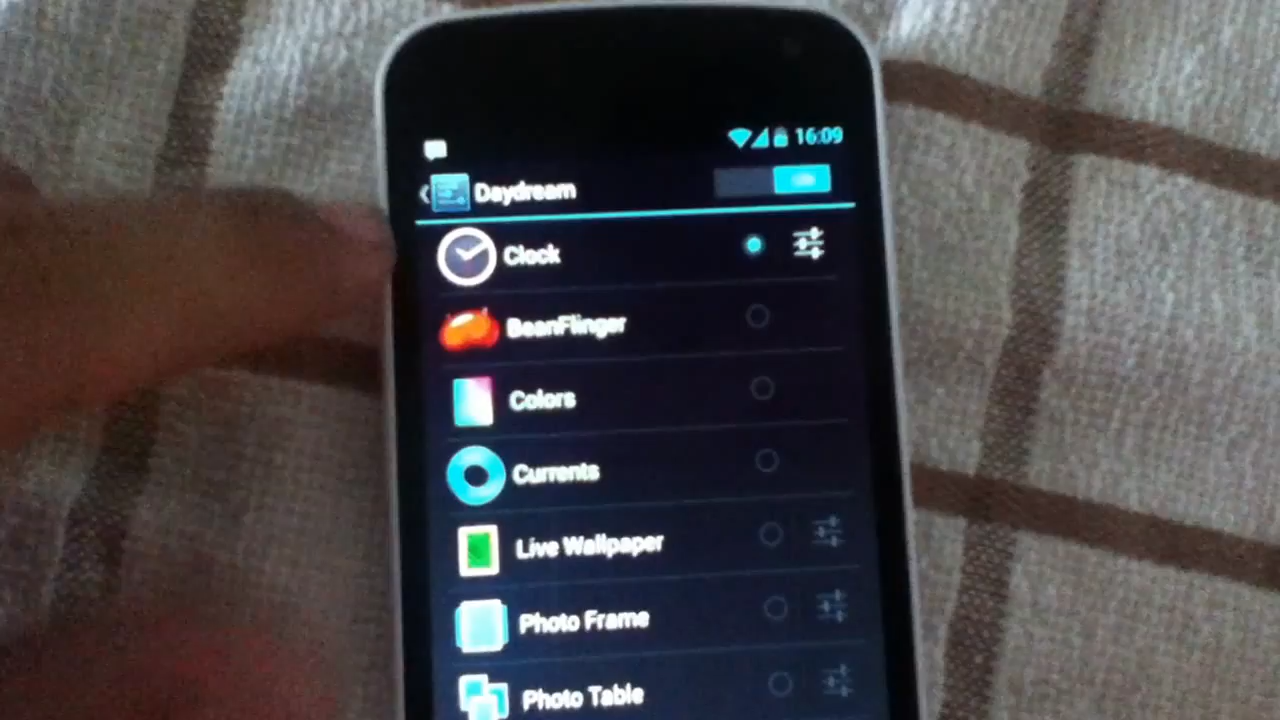 16:09
Daydream
Clock
BeanFlinger
Colors
Currents
Live Wallpaper
Photo Frame
Photo Table